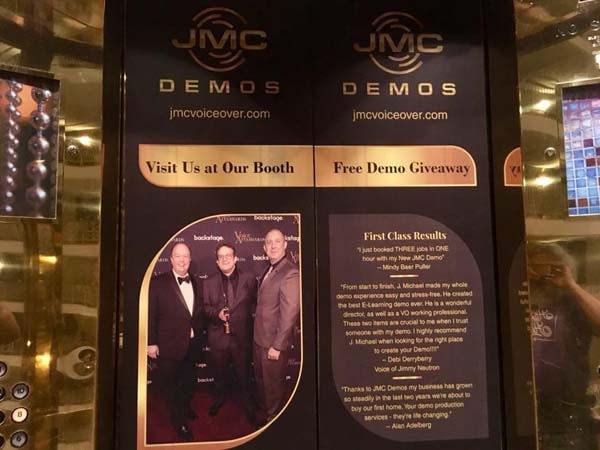 JMC
DEMOS
jmcvoiceover.com
Visit Us at Our Booth
backstage
backstage
JMC
DEMOS
jmcvoiceover.com
Free Demo Giveaway
First Class Results
"I just booked THREE jobs in ONE
hour with my New JMC Demo"
~ Mindy Baer Puller
"From start to finish, J. Michael made my whole
demo experience easy and stress-free. He created
the best E-Learning demo ever. He is a wonderful
director, as well as a VO working professional.
These two items are crucial to me when I trust
someone with my demo. I highly recommend
J. Michael when looking for the right place
to create your Demo!!!!"
~ Debi Derryberry
Voice of Jimmy Neutron
"Thanks to JMC Demos my business has grown
so steadily in the last two years we're about to
buy our first home. Your demo production
services - they're life changing."
~ Alan Adelberg
8